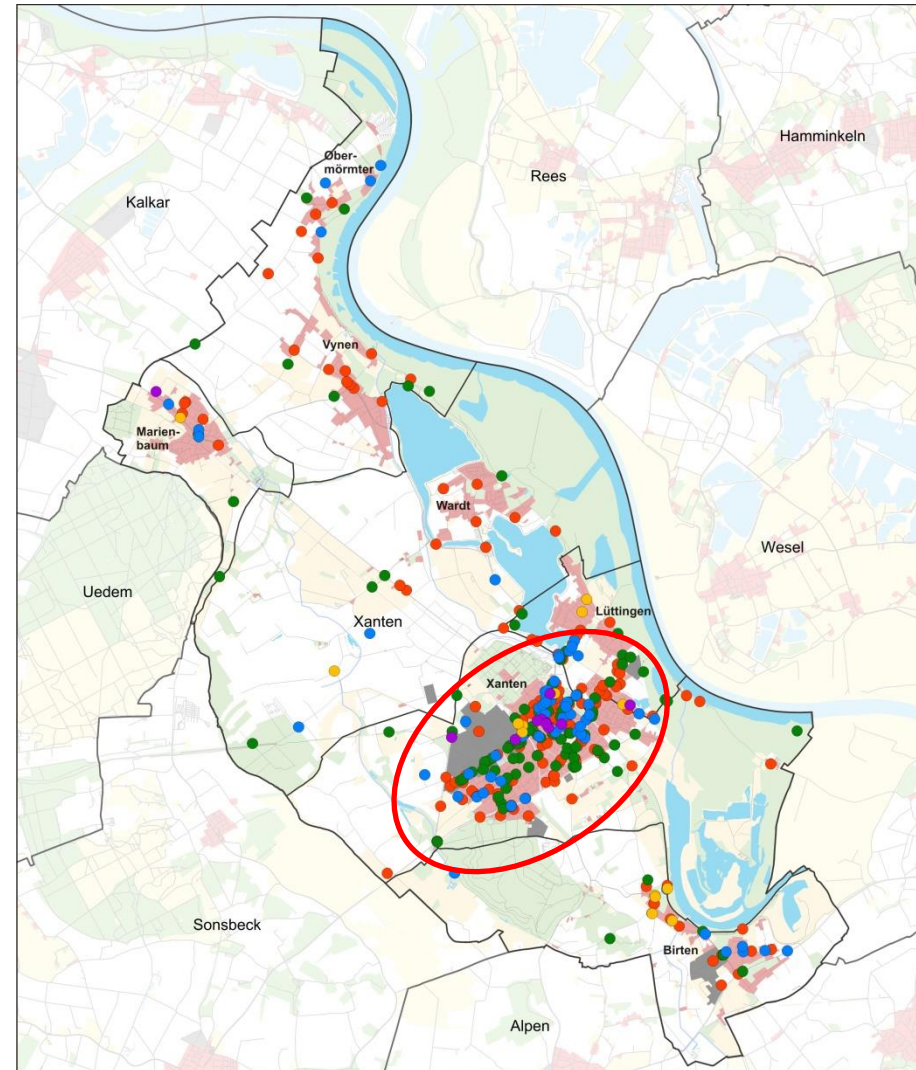 Hamminkeln
Ober-
mörmter
Rees
Kalkar
Vynen
Marien-
baum
Wardt
Wesel
Uedem
Lüttingen
Xanten
Xanten
Sonsbeck
Birten
Alpen